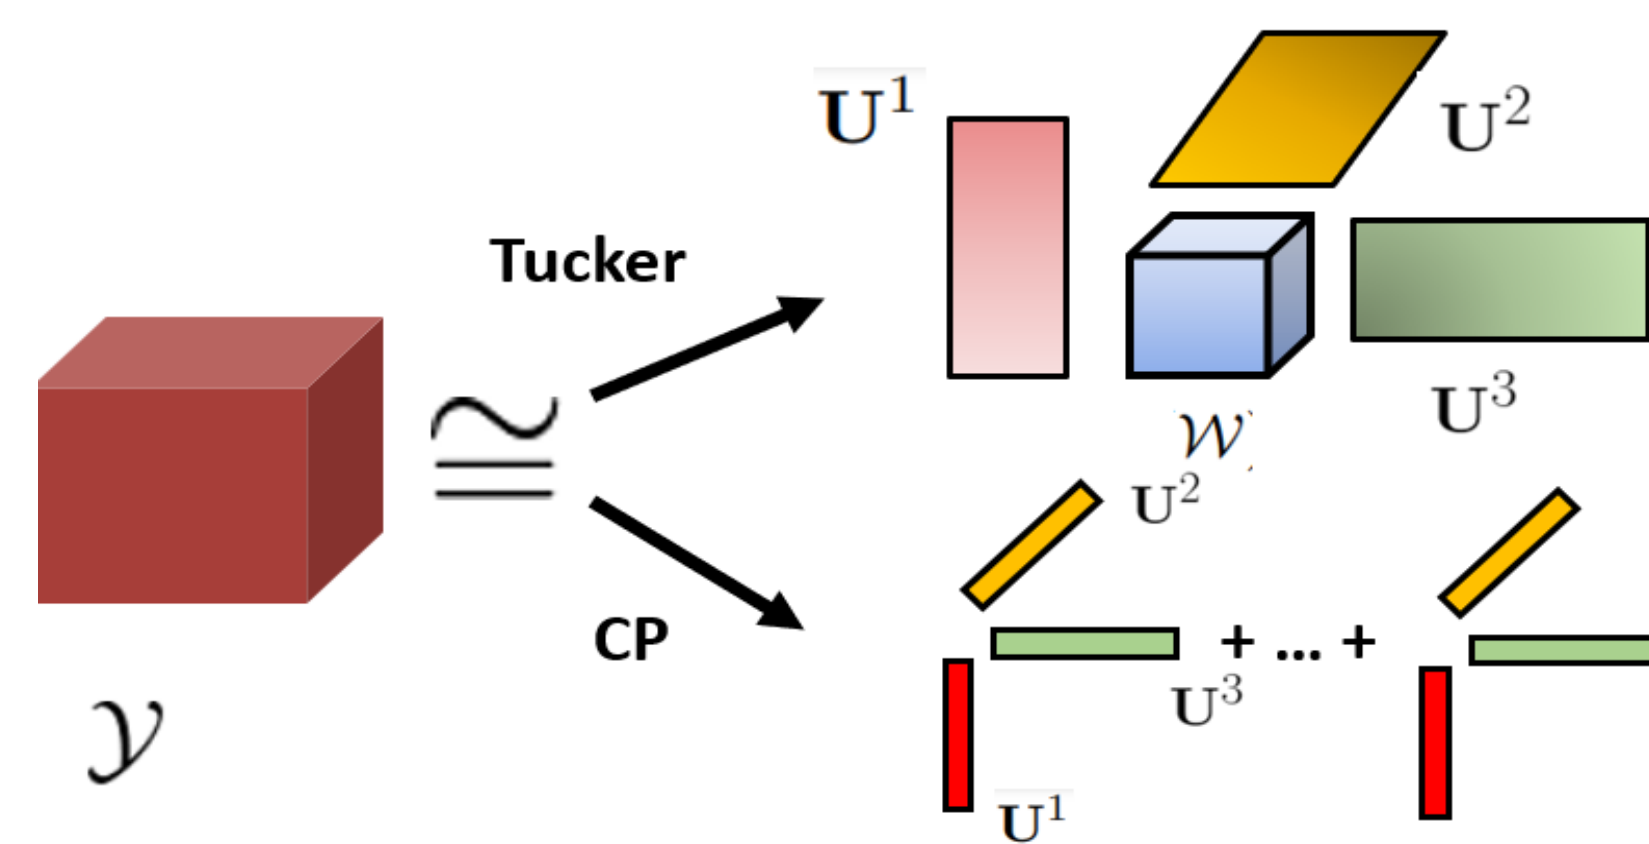 U¹
U²
Tucker
≅
U³
𝒲
U²
CP
+ ... +
U³
𝒴
U¹